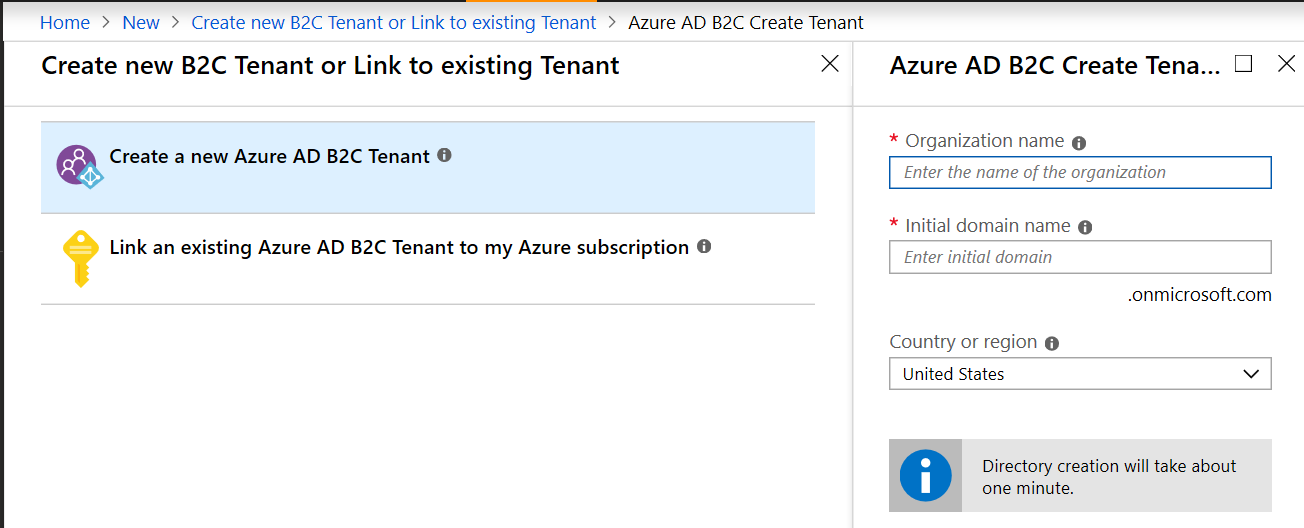 Home > New > Create new B2C Tenant or Link to existing Tenant > Azure AD B2C Create Tenant
Create new B2C Tenant or Link to existing Tenant
Create a new Azure AD B2C Tenant
Link an existing Azure AD B2C Tenant to my Azure subscription
Azure AD B2C Create Tena...
* Organization name
Enter the name of the organization
* Initial domain name
Enter initial domain
.onmicrosoft.com
Country or region
United States
Directory creation will take about
one minute.